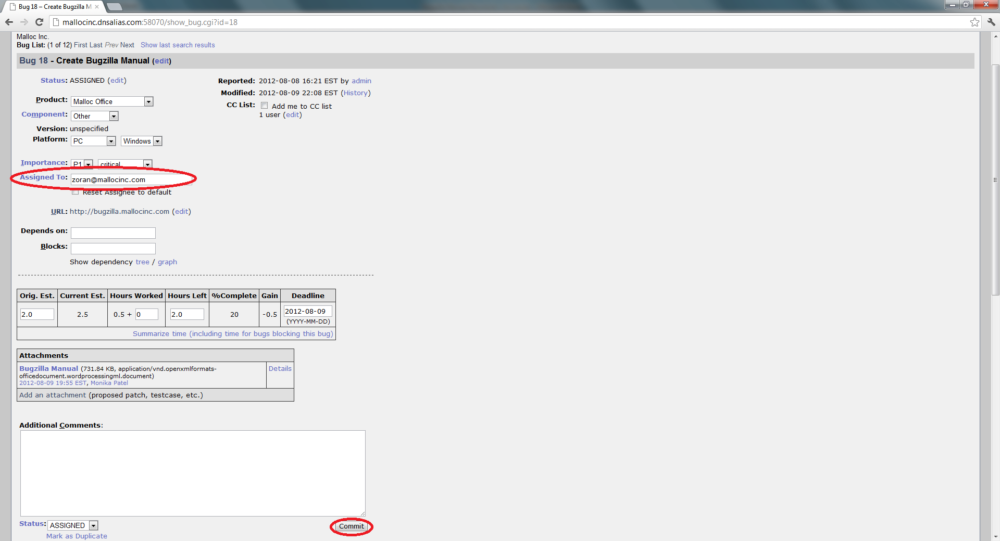 Bug 18 – Create Bugzilla M
mallocinc.dnsalias.com:58070/show_bug.cgi?id=18
Malloc Inc.
Bug List: (1 of 12) First Last Prev Next Show last search results
Bug 18 - Create Bugzilla Manual (edit)
Status: ASSIGNED (edit)
Product: Malloc Office
Component: Other
Version: unspecified
Platform: PC Windows
Importance: P1 critical
Assigned To: zoran@mallocinc.com
Reset Assignee to default
URL: http://bugzilla.mallocinc.com (edit)
Depends on:
Blocks:
Show dependency tree / graph
Reported: 2012-08-08 16:21 EST by admin
Modified: 2012-08-09 22:08 EST (History)
CC List: Add me to CC list
1 user (edit)
Orig. Est. Current Est. Hours Worked Hours Left %Complete Gain Deadline
2.0 2.5 0.5 + 0 2.0 20 -0.5 2012-08-09
(YYYY-MM-DD)
Summarize time (including time for bugs blocking this bug)
Attachments
Bugzilla Manual (731.84 KB, application/vnd.openxmlformats- Details
officedocument.wordprocessingml.document)
2012-08-09 19:55 EST, Monika Patel
Add an attachment (proposed patch, testcase, etc.)
Additional Comments:
Status: ASSIGNED Commit
Mark as Duplicate